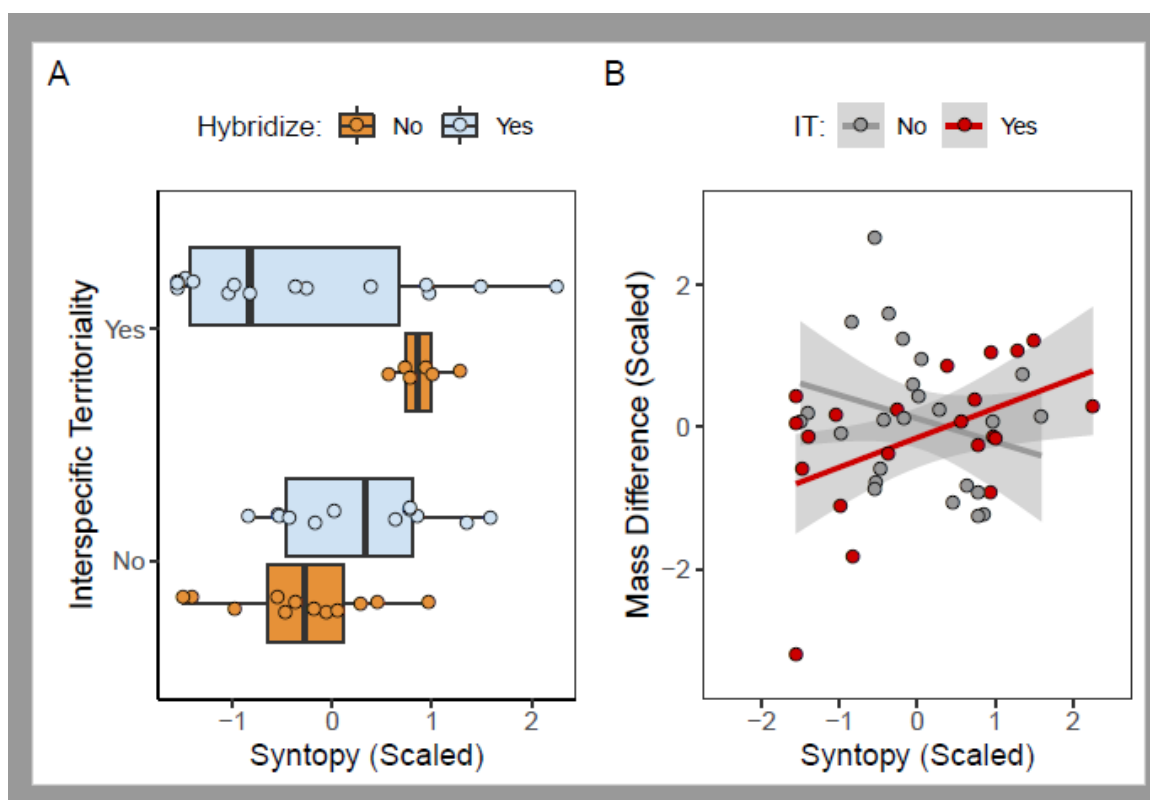 A
Hybridize: No Yes
Interspecific Territoriality
Yes
No
−1 0 1 2
Syntopy (Scaled)
B
IT: No Yes
Mass Difference (Scaled)
2
0
−2
−2 −1 0 1 2
Syntopy (Scaled)